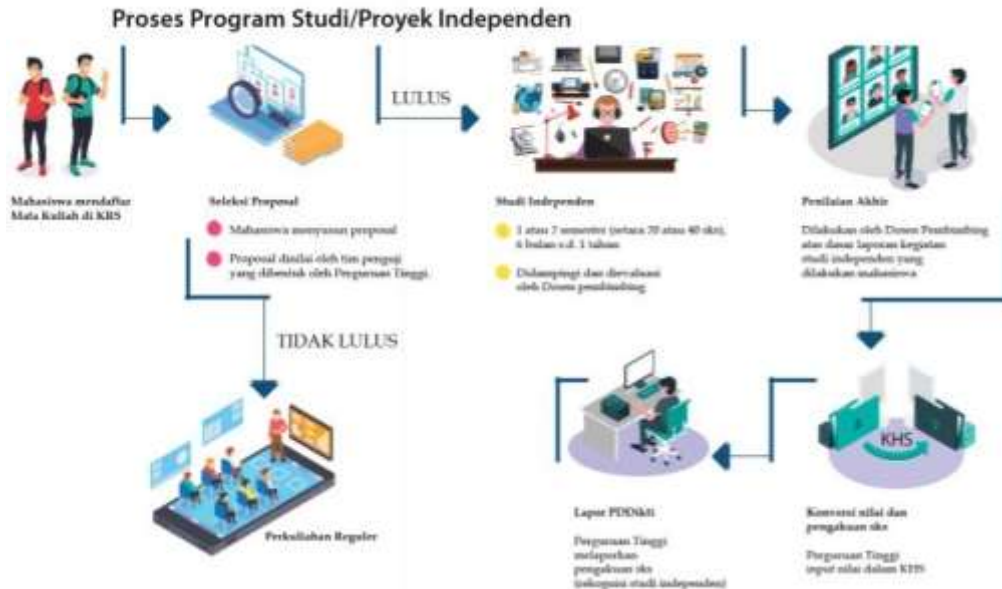 Proses Program Studi/Proyek Independen
LULUS
Mahasiswa mendaftar
Mata Kuliah di KRS
Seleksi Proposal
Mahasiswa menyusun proposal
Proposal dinilai oleh tim penguji
yang dibentuk oleh Perguruan Tinggi.
Studi Independen
1 atau 2 semester (setara 20 atau 40 sks),
6 bulan s.d. 1 tahun
Didampingi dan dievaluasi
oleh Dosen pembimbing
Penilaian Akhir
Dilakukan oleh Dosen Pembimbing
atas dasar laporan kegiatan
studi independen yang
dilakukan mahasiswa
TIDAK LULUS
Perkuliahan Reguler
KHS
Lapor PDDikti
Perguruan Tinggi
melaporkan
pengakuan sks
(rekognisi studi independen)
Konversi nilai dan
pengakuan sks
Perguruan Tinggi
input nilai dalam KHS